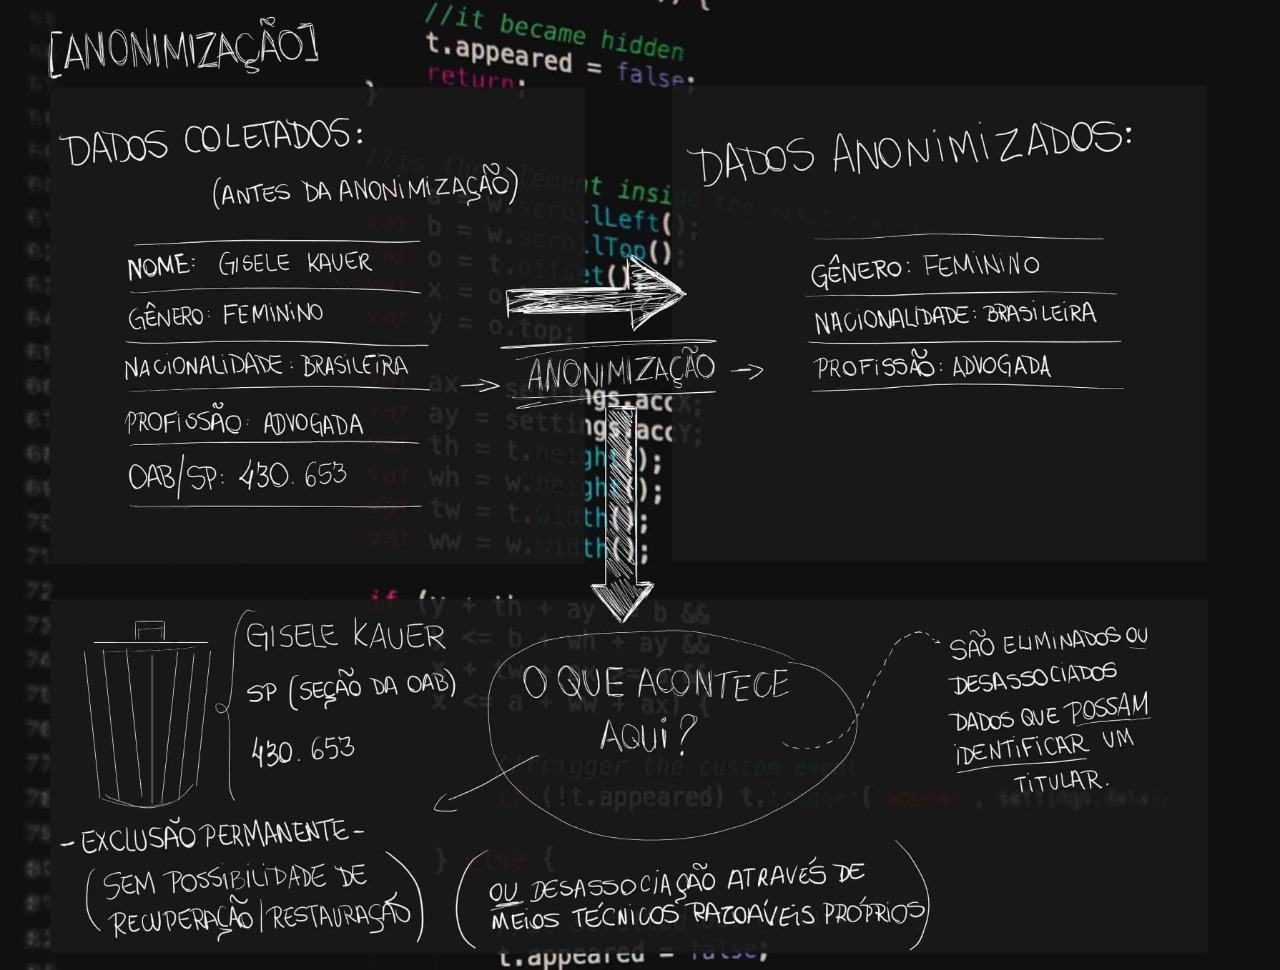 //it became hidden
[ANONIMIZAÇÃO]
t.appeared = false;
return;
}
DADOS COLETADOS:
(ANTES DA ANONIMIZAÇÃO)
NOME: GISELE KAUER
GÊNERO: FEMININO
NACIONALIDADE: BRASILEIRA
PROFISSÃO: ADVOGADA
OAB/SP: 430.653
ANONIMIZAÇÃO
DADOS ANONIMIZADOS:
GÊNERO: FEMININO
NACIONALIDADE: BRASILEIRA
PROFISSÃO: ADVOGADA
GISELE KAUER
SP (SEÇÃO DA OAB)
430.653
- EXCLUSÃO PERMANENTE -
(SEM POSSIBILIDADE DE
RECUPERAÇÃO/RESTAURAÇÃO)
O QUE ACONTECE
AQUI?
(OU DESASSOCIAÇÃO ATRAVÉS DE
MEIOS TÉCNICOS RAZOÁVEIS PRÓPRIOS)
SÃO ELIMINADOS OU
DESASSOCIADOS
DADOS QUE POSSAM
IDENTIFICAR UM
TITULAR.
t.appeared = false;